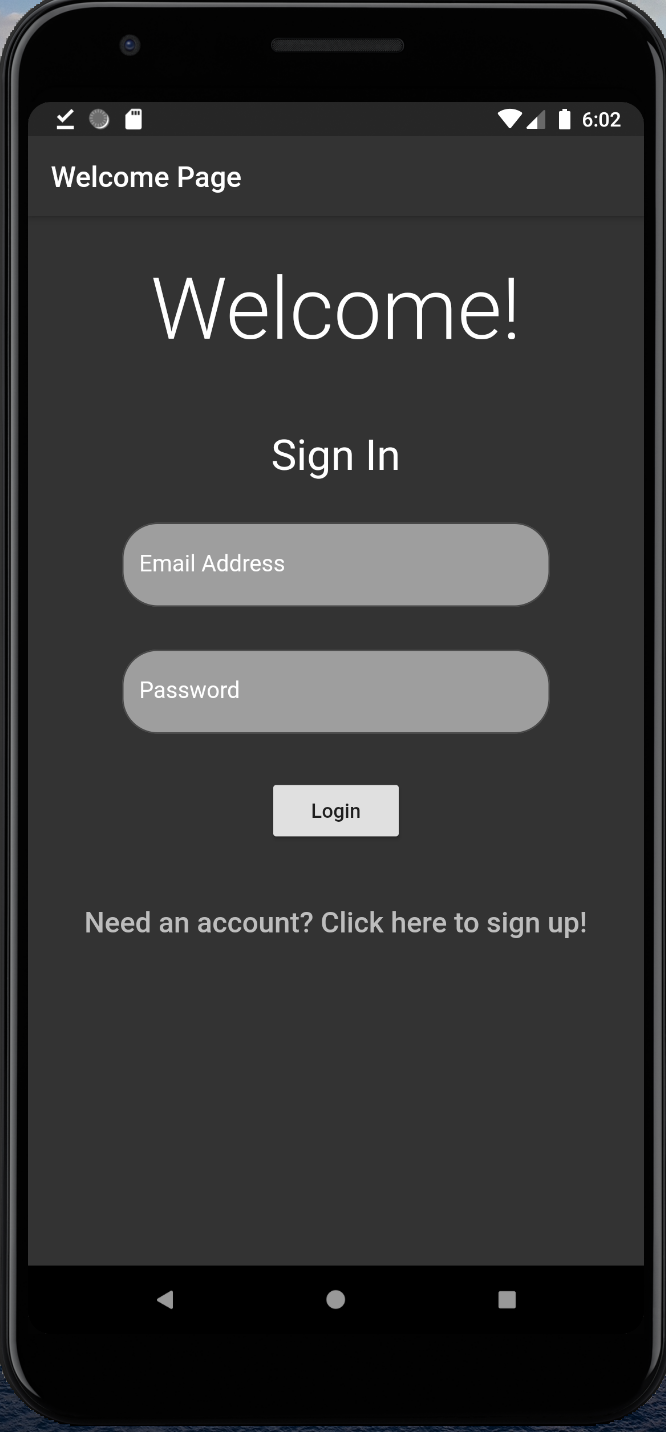 6:02
Welcome Page
Welcome!
Sign In
Email Address
Password
Login
Need an account? Click here to sign up!